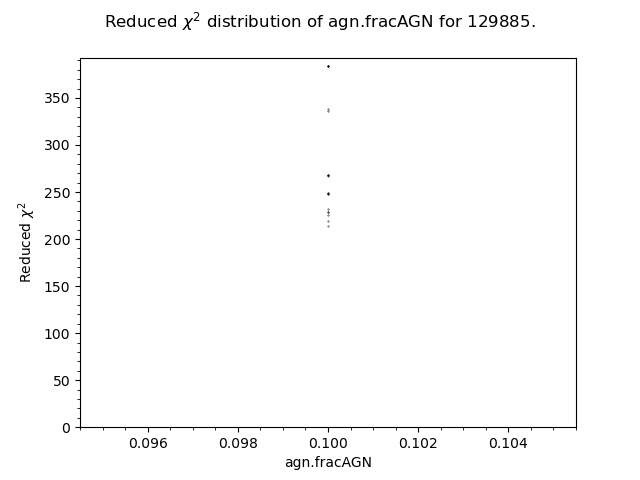 Reduced χ² distribution of agn.fracAGN for 129885.
350
300
250
200
150
100
50
0
Reduced χ²
0.096 0.098 0.100 0.102 0.104
agn.fracAGN